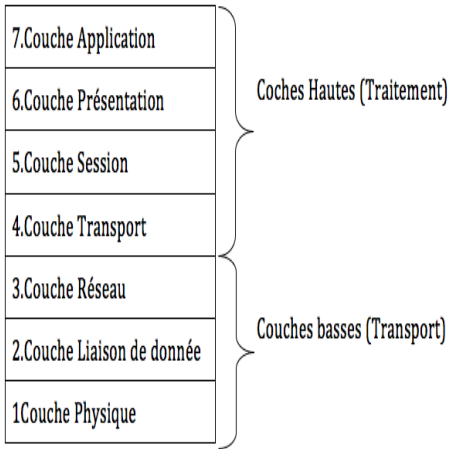 7.Couche Application
6.Couche Présentation
Coches Hautes (Traitement)
5.Couche Session
4.Couche Transport
3.Couche Réseau
Couches basses (Transport)
2.Couche Liaison de donnée
1Couche Physique